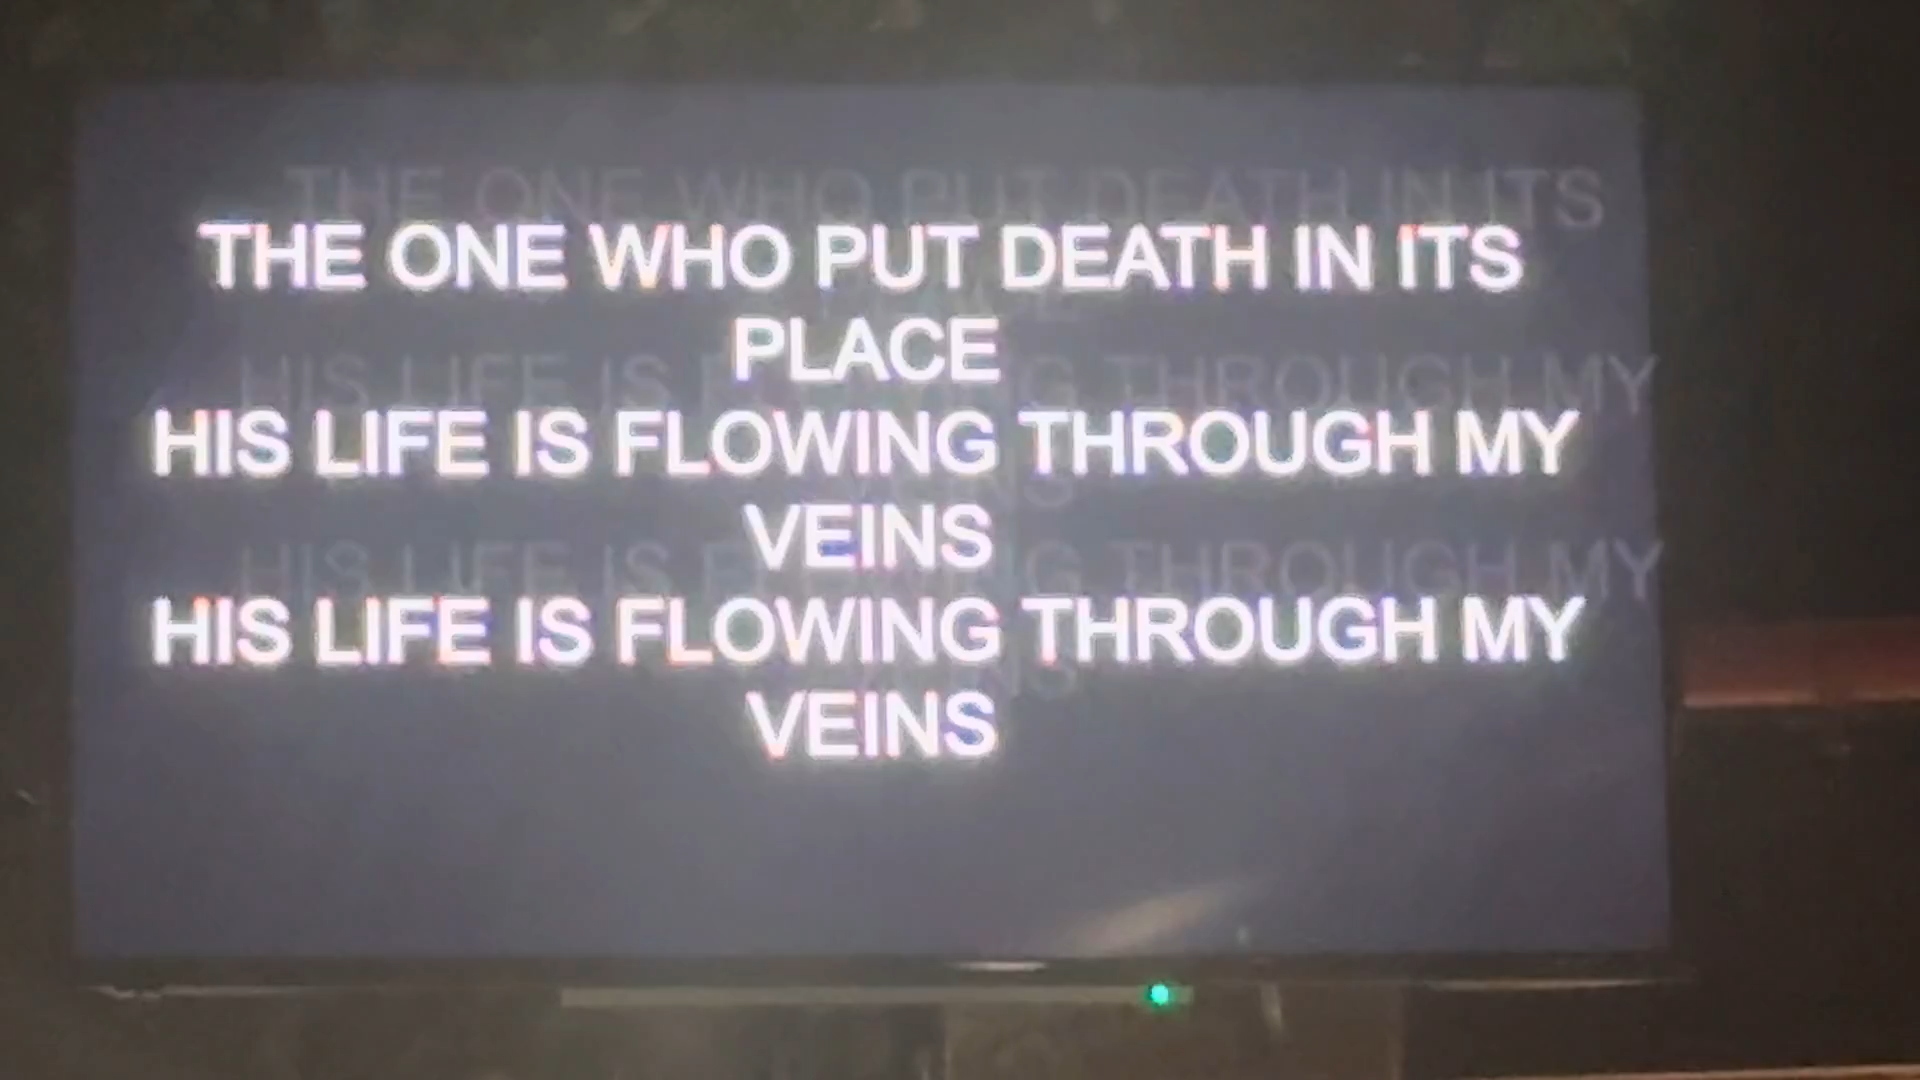 THE ONE WHO PUT DEATH IN ITS
PLACE
HIS LIFE IS FLOWING THROUGH MY
VEINS
HIS LIFE IS FLOWING THROUGH MY
VEINS